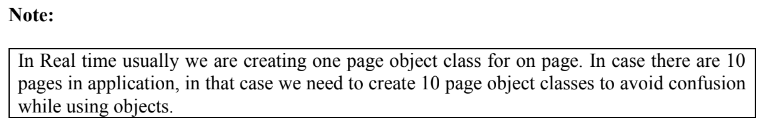 Note:
In Real time usually we are creating one page object class for on page. In case there are 10
pages in application, in that case we need to create 10 page object classes to avoid confusion
while using objects.